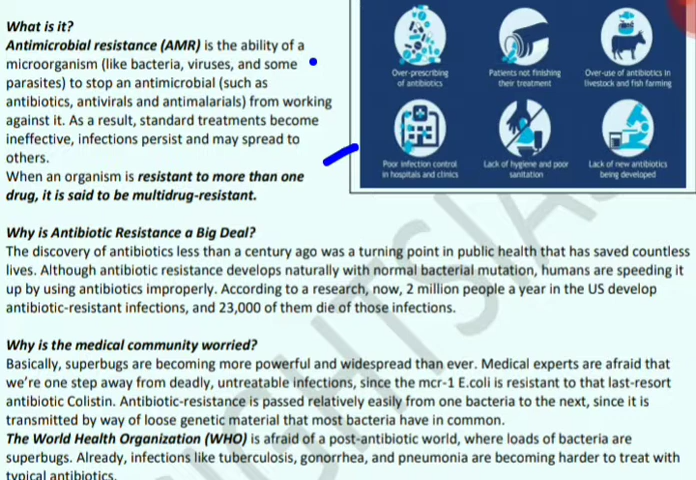 What is it?
Antimicrobial resistance (AMR) is the ability of a
microorganism (like bacteria, viruses, and some
parasites) to stop an antimicrobial (such as
antibiotics, antivirals and antimalarials) from working
against it. As a result, standard treatments become
ineffective, infections persist and may spread to
others.
When an organism is resistant to more than one
drug, it is said to be multidrug-resistant.
Over-prescribing
of antibiotics
Patients not finishing
their treatment
Over-use of antibiotics in
livestock and fish farming
Poor infection control
in hospitals and clinics
Lack of hygiene and poor
sanitation
Lack of new antibiotics
being developed
Why is Antibiotic Resistance a Big Deal?
The discovery of antibiotics less than a century ago was a turning point in public health that has saved countless
lives. Although antibiotic resistance develops naturally with normal bacterial mutation, humans are speeding it
up by using antibiotics improperly. According to a research, now, 2 million people a year in the US develop
antibiotic-resistant infections, and 23,000 of them die of those infections.
Why is the medical community worried?
Basically, superbugs are becoming more powerful and widespread than ever. Medical experts are afraid that
we're one step away from deadly, untreatable infections, since the mcr-1 E.coli is resistant to that last-resort
antibiotic Colistin. Antibiotic-resistance is passed relatively easily from one bacteria to the next, since it is
transmitted by way of loose genetic material that most bacteria have in common.
The World Health Organization (WHO) is afraid of a post-antibiotic world, where loads of bacteria are
superbugs. Already, infections like tuberculosis, gonorrhea, and pneumonia are becoming harder to treat with
typical antibiotics.